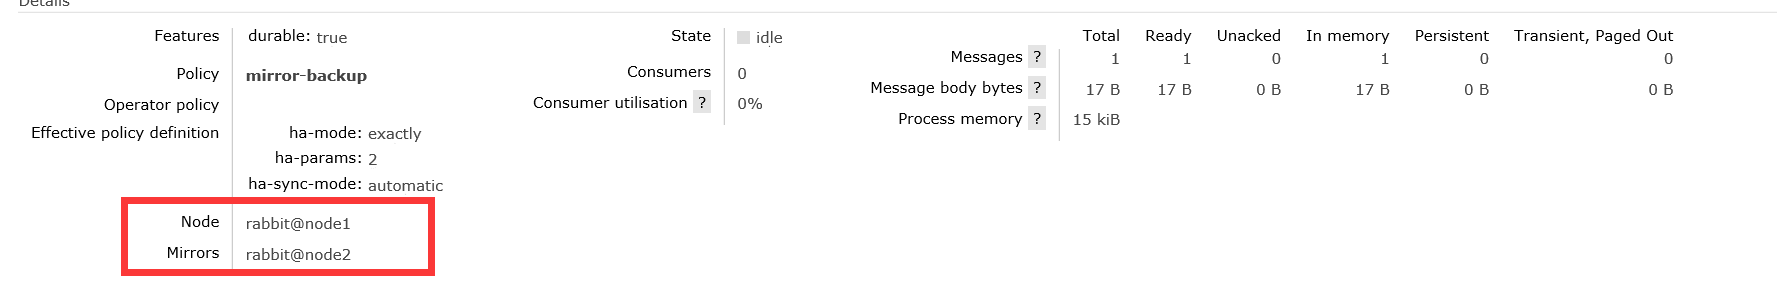 Details
Features durable: true
Policy mirror-backup
Operator policy
Effective policy definition ha-mode: exactly
ha-params: 2
ha-sync-mode: automatic
Node rabbit@node1
Mirrors rabbit@node2
State idle
Consumers 0
Consumer utilisation ? 0%
Total Ready Unacked In memory Persistent Transient, Paged Out
Messages ? 1 1 0 1 0 0
Message body bytes ? 17 B 17 B 0 B 17 B 0 B 0 B
Process memory ? 15 kiB